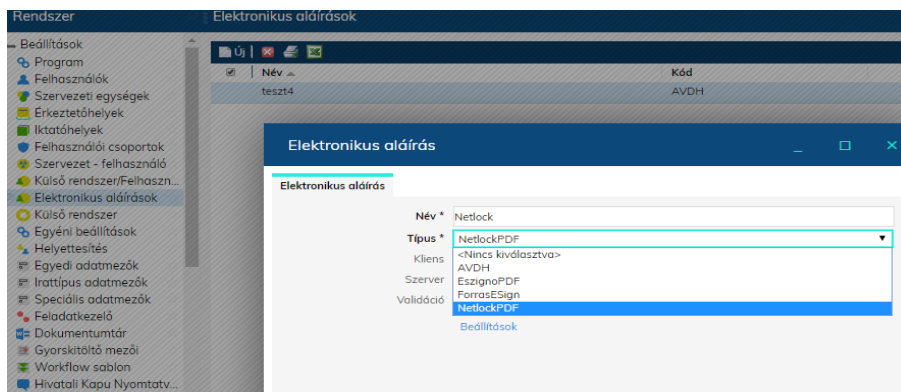 Rendszer
Elektronikus aláírások
Beállítások
Program
Felhasználók
Szervezeti egységek
Érkeztetőhelyek
Iktatóhelyek
Felhasználói csoportok
Szervezet - felhasználó
Külső rendszer/Felhaszn...
Elektronikus aláírások
Külső rendszer
Egyéni beállítások
Helyettesítés
Egyedi adatmezők
Irattípus adatmezők
Speciális adatmezők
Feladatkezelő
Dokumentumtár
Gyorskitöltő mezői
Workflow sablon
Hivatali Kapu Nyomtatv...
Új
Név Kód
teszt4 AVDH
Elektronikus aláírás
Elektronikus aláírás
Név * Netlock
Típus * NetlockPDF
Kliens <Nincs kiválasztva>
AVDH
Szerver EszignoPDF
Validáció ForrasESign
NetlockPDF
Beállítások